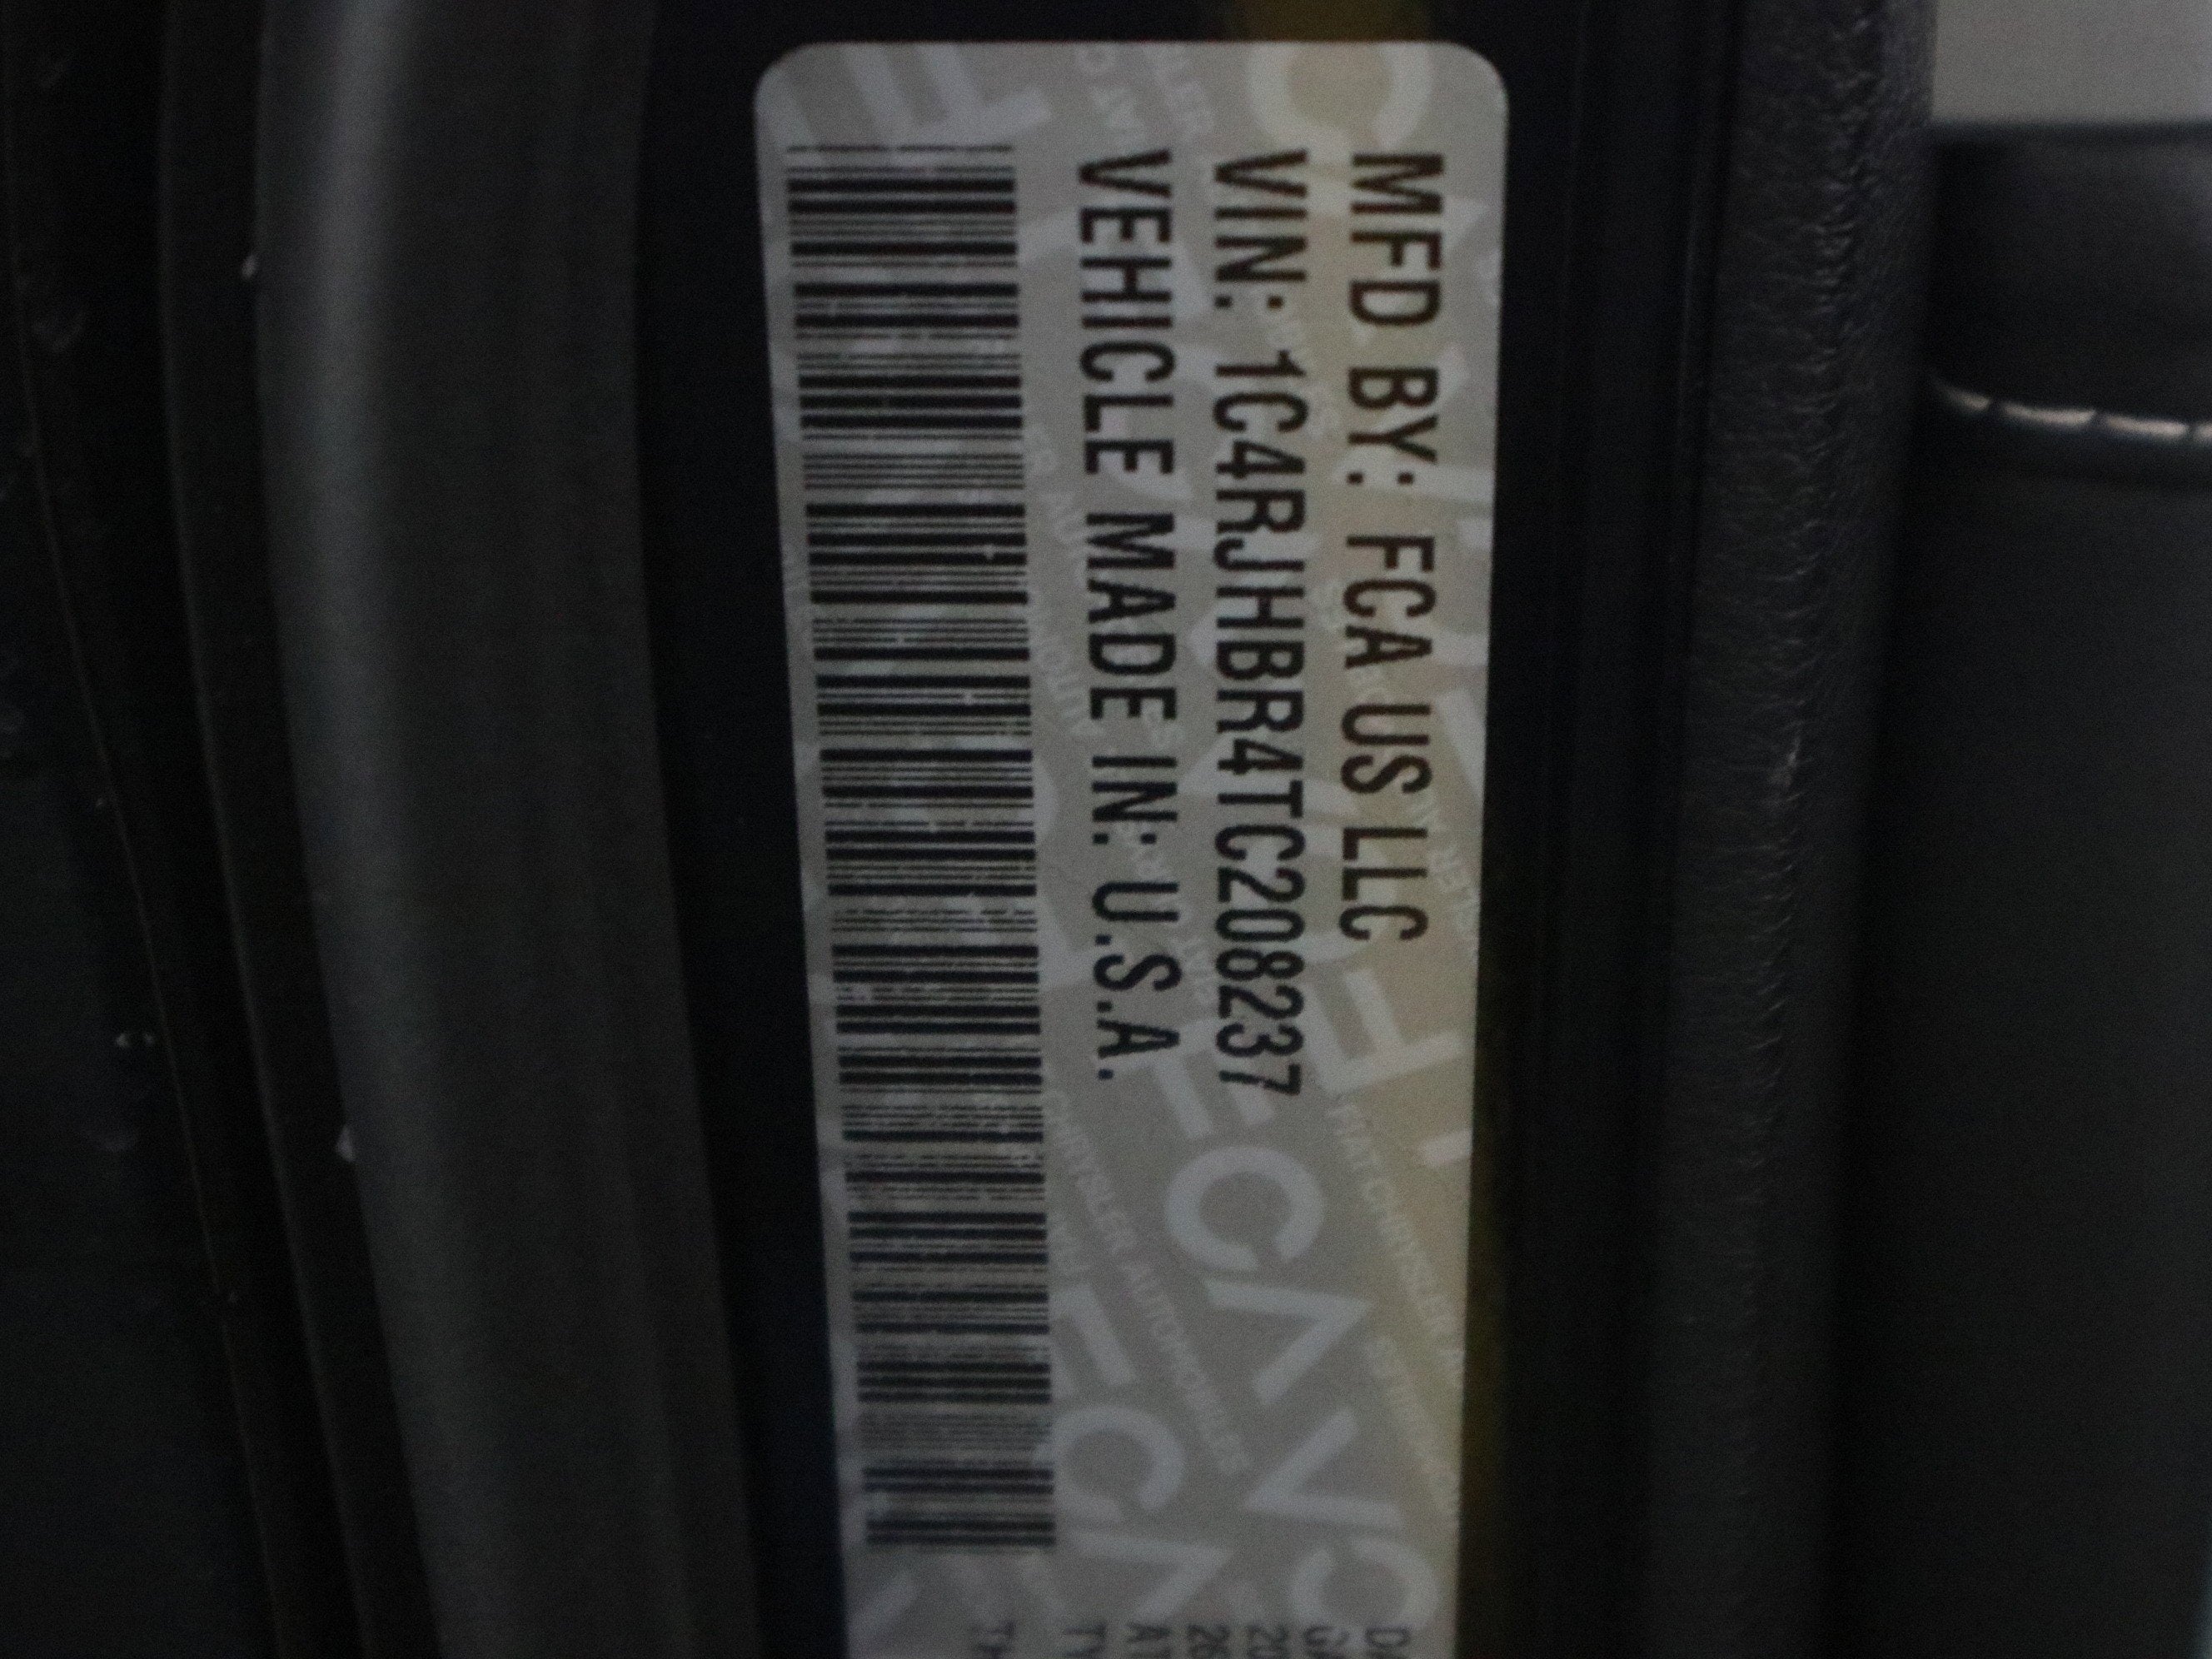 MFD BY: FCA US LLC
VIN: 1C4RJHBR4TC208237
VEHICLE MADE IN: U.S.A.